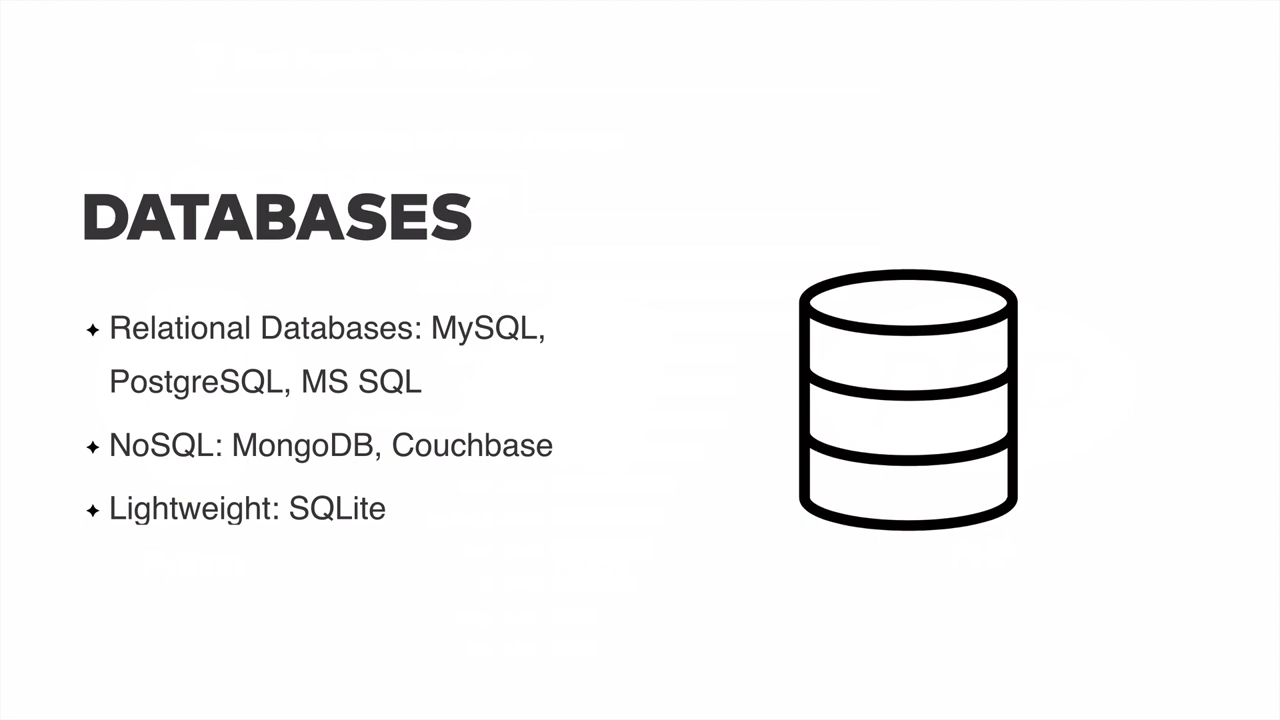 DATABASES
Relational Databases: MySQL,
PostgreSQL, MS SQL
NoSQL: MongoDB, Couchbase
Lightweight: SQLite